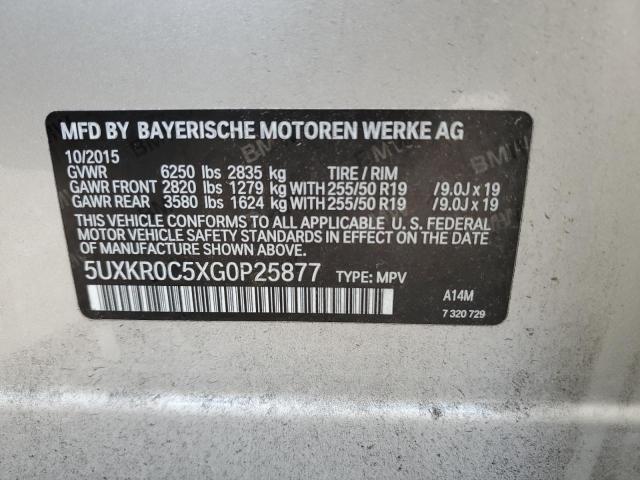 MFD BY BAYERISCHE MOTOREN WERKE AG
10/2015
GVWR 6250 lbs 2835 kg TIRE / RIM
GAWR FRONT 2820 lbs 1279 kg WITH 255/50 R19 /9.0J x 19
GAWR REAR 3580 lbs 1624 kg WITH 255/50 R19 /9.0J x 19
THIS VEHICLE CONFORMS TO ALL APPLICABLE U. S. FEDERAL
MOTOR VEHICLE SAFETY STANDARDS IN EFFECT ON THE
DATE OF MANUFACTURE SHOWN ABOVE.
5UXKR0C5XG0P25877 TYPE: MPV
A14M
7 320 729